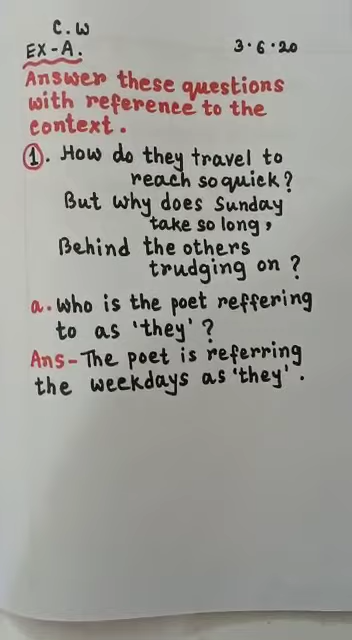 C.W
EX-A. 3.6.20
Answer these questions
with reference to the
context.
1. How do they travel to
reach so quick?
But why does Sunday
take so long,
Behind the others
trudging on?
a. Who is the poet reffering
to as 'they'?
Ans- The poet is referring
the weekdays as 'they'.